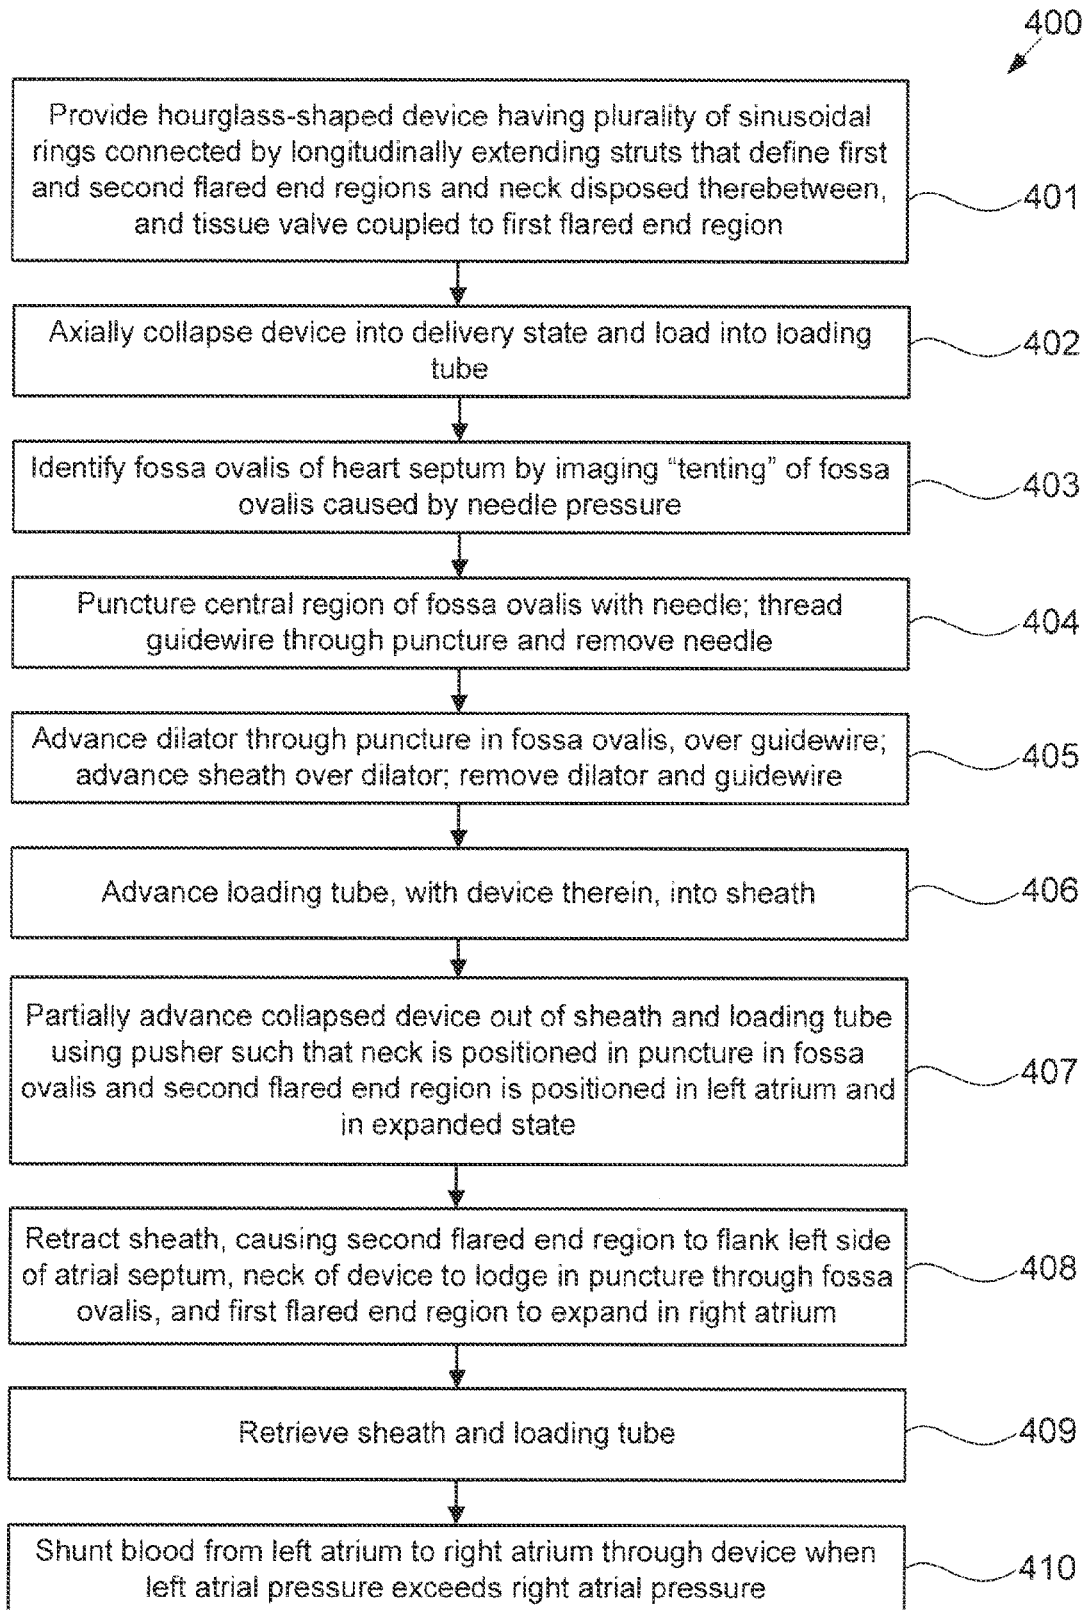 400
Provide hourglass-shaped device having plurality of sinusoidal
rings connected by longitudinally extending struts that define first
and second flared end regions and neck disposed therebetween,
and tissue valve coupled to first flared end region
401
Axially collapse device into delivery state and load into loading
tube
402
Identify fossa ovalis of heart septum by imaging “tenting” of fossa
ovalis caused by needle pressure
403
Puncture central region of fossa ovalis with needle; thread
guidewire through puncture and remove needle
404
Advance dilator through puncture in fossa ovalis, over guidewire;
advance sheath over dilator; remove dilator and guidewire
405
Advance loading tube, with device therein, into sheath
406
Partially advance collapsed device out of sheath and loading tube
using pusher such that neck is positioned in puncture in fossa
ovalis and second flared end region is positioned in left atrium and
in expanded state
407
Retract sheath, causing second flared end region to flank left side
of atrial septum, neck of device to lodge in puncture through fossa
ovalis, and first flared end region to expand in right atrium
408
Retrieve sheath and loading tube
409
Shunt blood from left atrium to right atrium through device when
left atrial pressure exceeds right atrial pressure
410